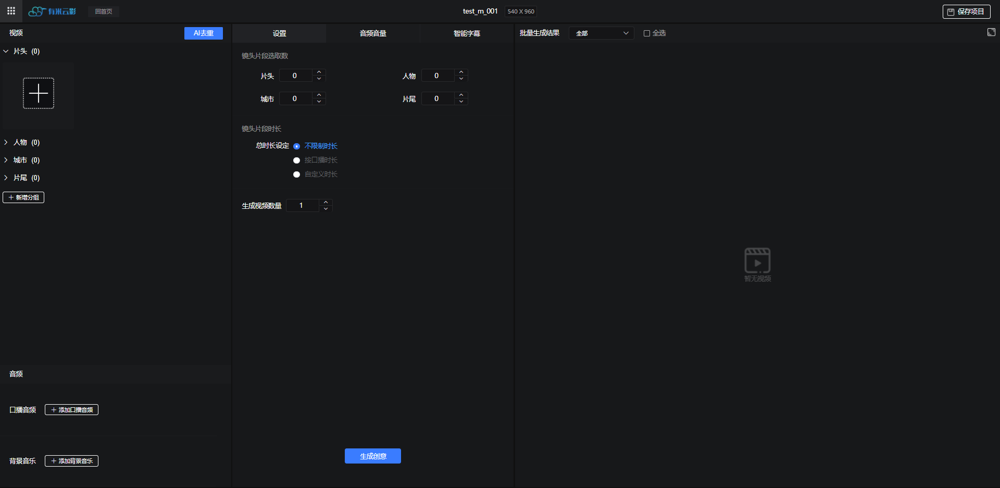 有米云影
回首页
test_m_001
540 X 960
保存项目
视频
AI去重
片头 (0)
人物 (0)
城市 (0)
片尾 (0)
新增分组
音频
口播音频
添加口播音频
背景音乐
添加背景音乐
设置
音频音量
智能字幕
镜头片段选取数
片头 0
人物 0
城市 0
片尾 0
镜头片段时长
总时长设定
不限制时长
按口播时长
自定义时长
生成视频数量 1
生成创意
批量生成结果
全部
全选
暂无视频